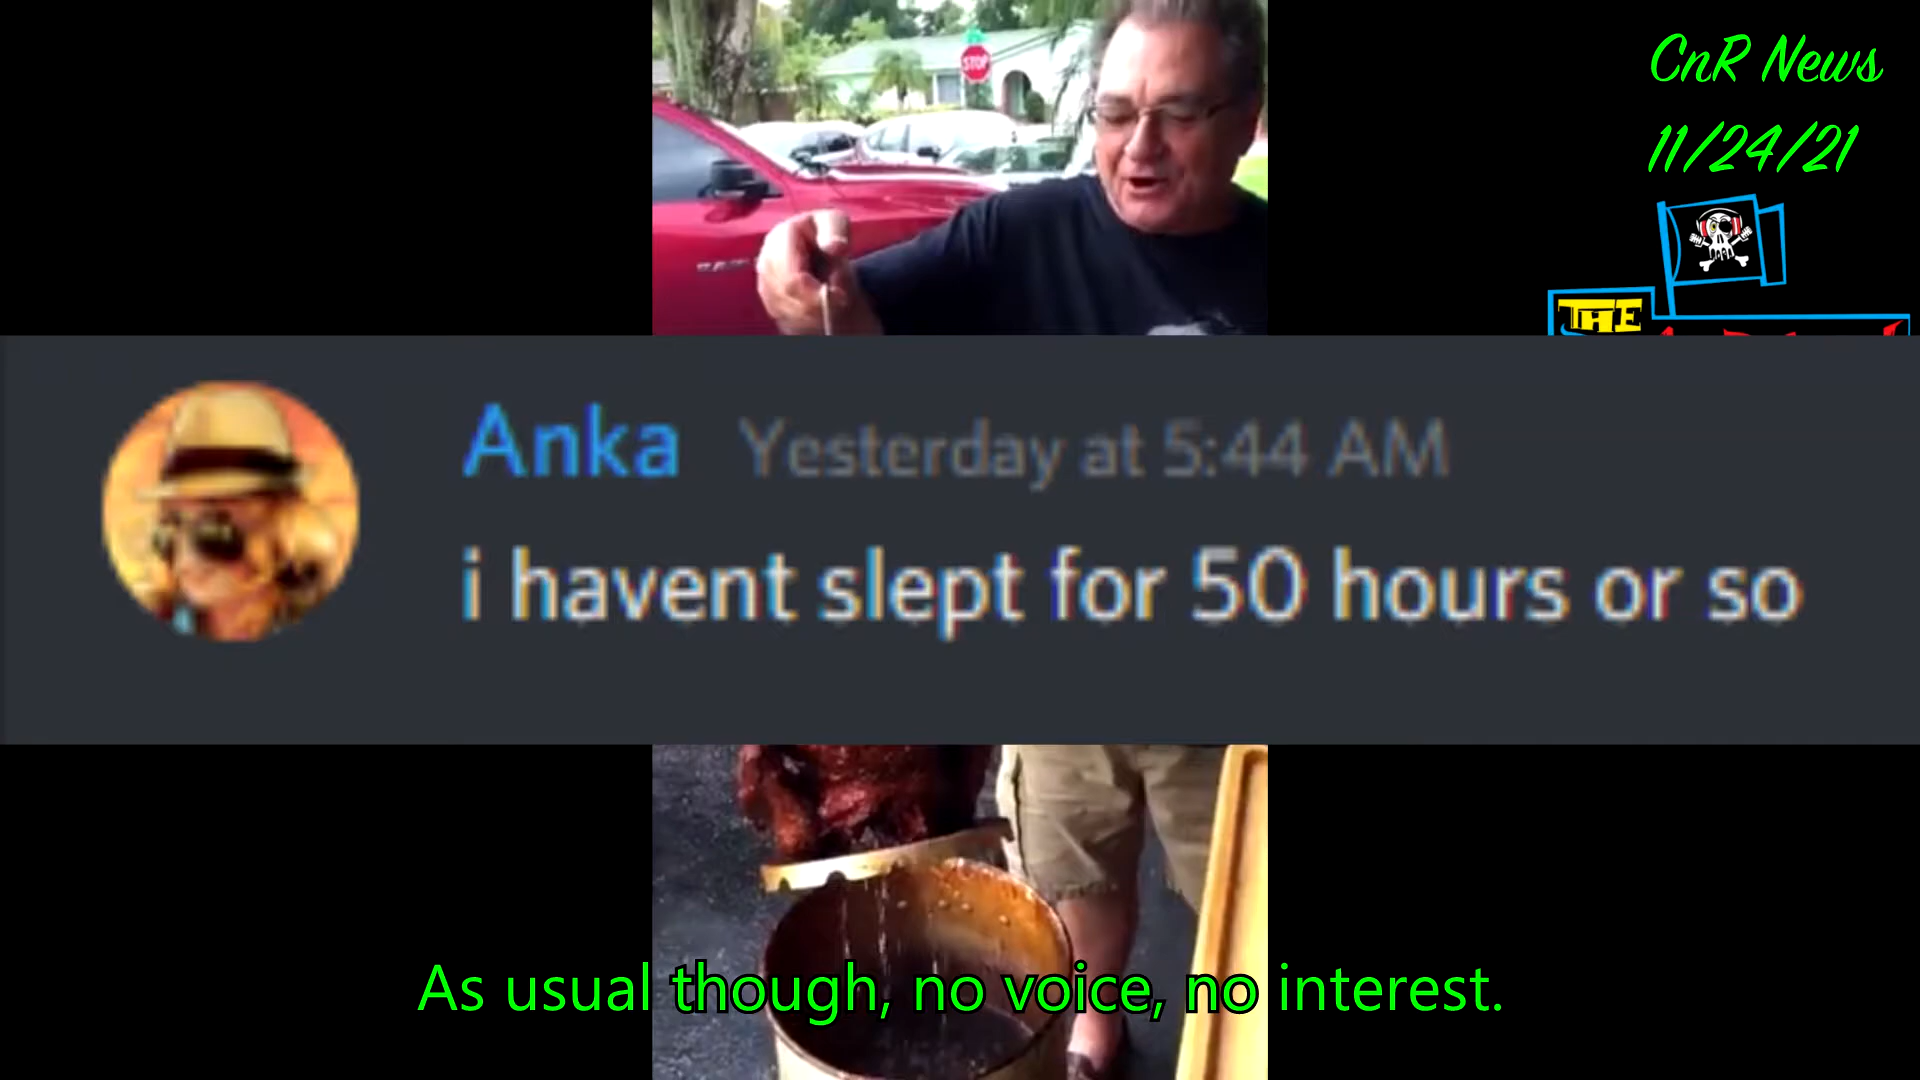 CnR News
11/24/21
STOP
THE
Anka Yesterday at 5:44 AM
i havent slept for 50 hours or so
As usual though, no voice, no interest.